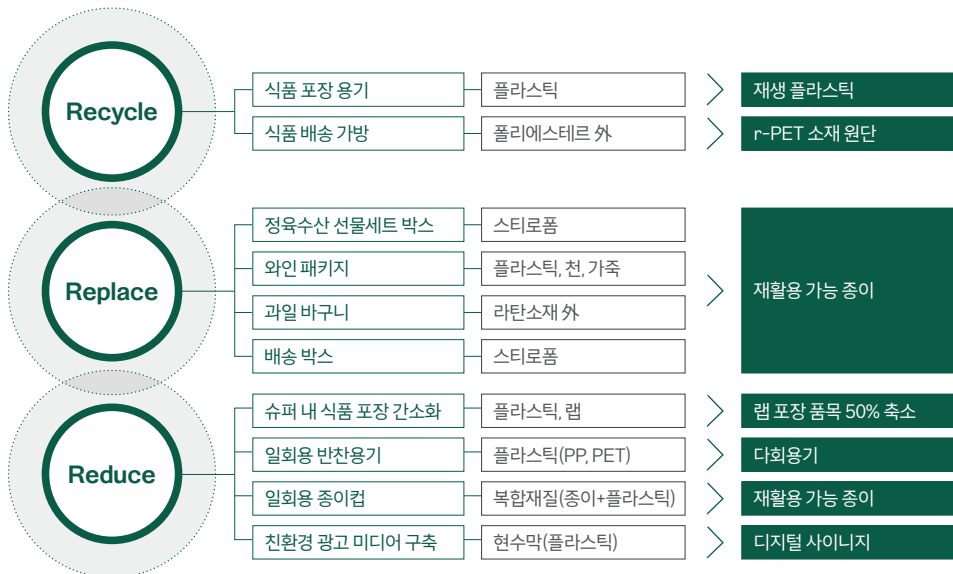 Recycle
식품 포장 용기
플라스틱
재생 플라스틱
식품 배송 가방
폴리에스테르 外
r-PET 소재 원단
Replace
정육수산 선물세트 박스
스티로폼
와인 패키지
플라스틱, 천, 가죽
과일 바구니
라탄소재 外
배송 박스
스티로폼
재활용 가능 종이
Reduce
슈퍼 내 식품 포장 간소화
플라스틱, 랩
랩 포장 품목 50% 축소
일회용 반찬용기
플라스틱(PP, PET)
다회용기
일회용 종이컵
복합재질(종이+플라스틱)
재활용 가능 종이
친환경 광고 미디어 구축
현수막(플라스틱)
디지털 사이니지